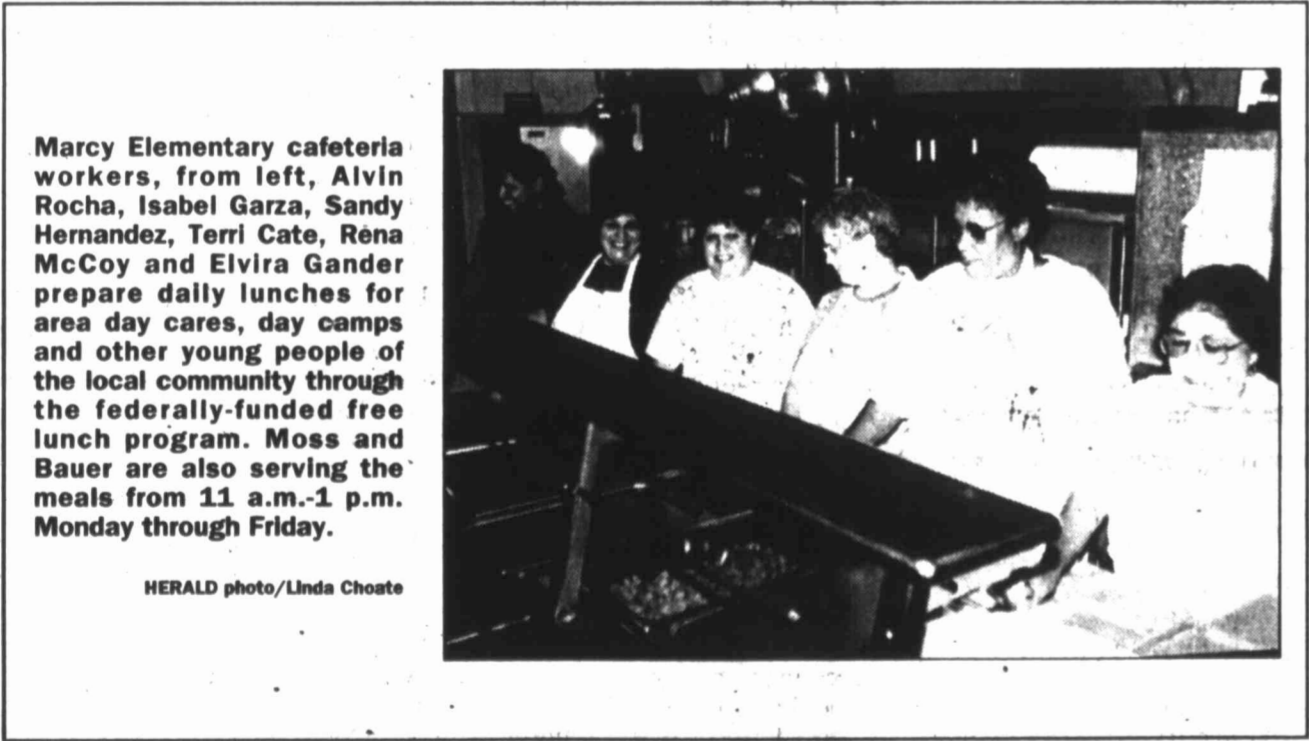 Marcy Elementary cafeteria
workers, from left, Alvin
Rocha, Isabel Garza, Sandy
Hernandez, Terri Cate, Rena
McCoy and Elvira Gander
prepare daily lunches for
area day cares, day camps
and other young people of
the local community through
the federally-funded free
lunch program. Moss and
Bauer are also serving the
meals from 11 a.m.-1 p.m.
Monday through Friday.
HERALD photo/Linda Choate